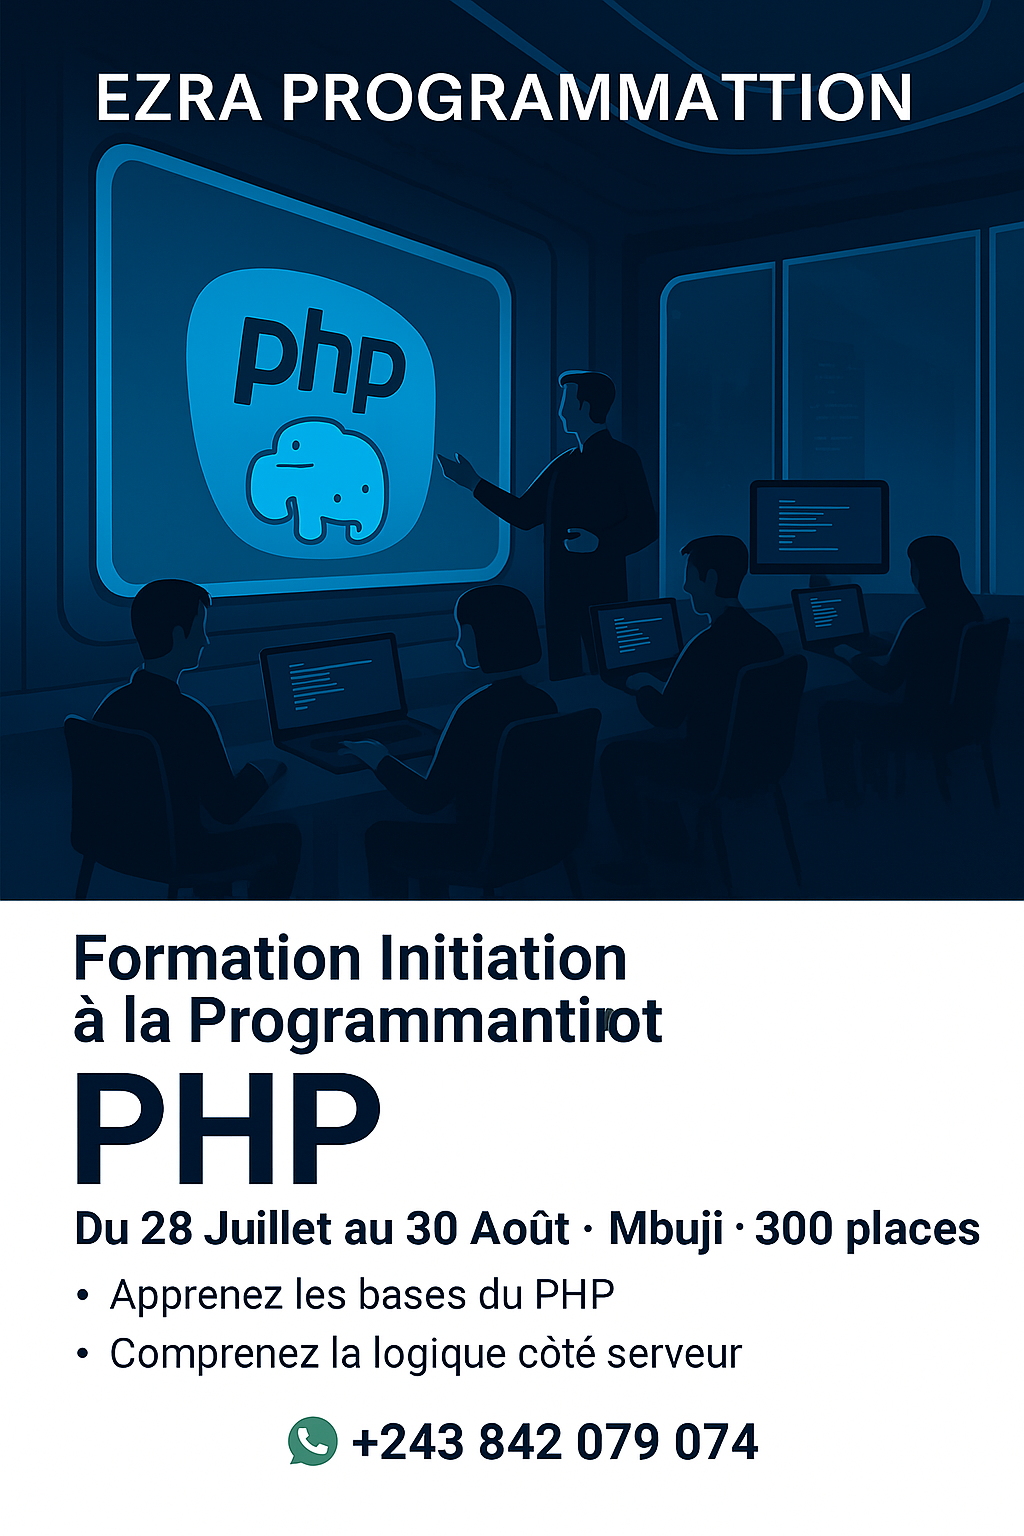 EZRA PROGRAMMATTION
php
Formation Initiation
à la Programmantirot
PHP
Du 28 Juillet au 30 Août · Mbuji · 300 places
• Apprenez les bases du PHP
• Comprenez la logique còté serveur
+243 842 079 074